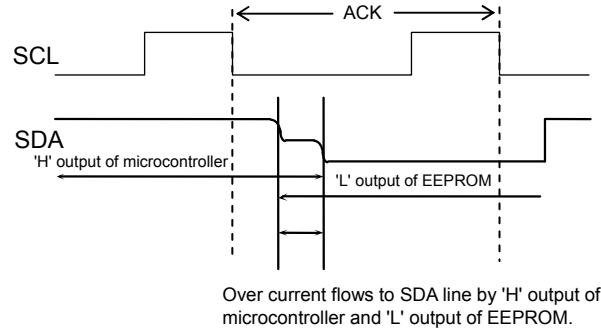 ACK
SCL
SDA
'H' output of microcontroller
'L' output of EEPROM
Over current flows to SDA line by 'H' output of
microcontroller and 'L' output of EEPROM.